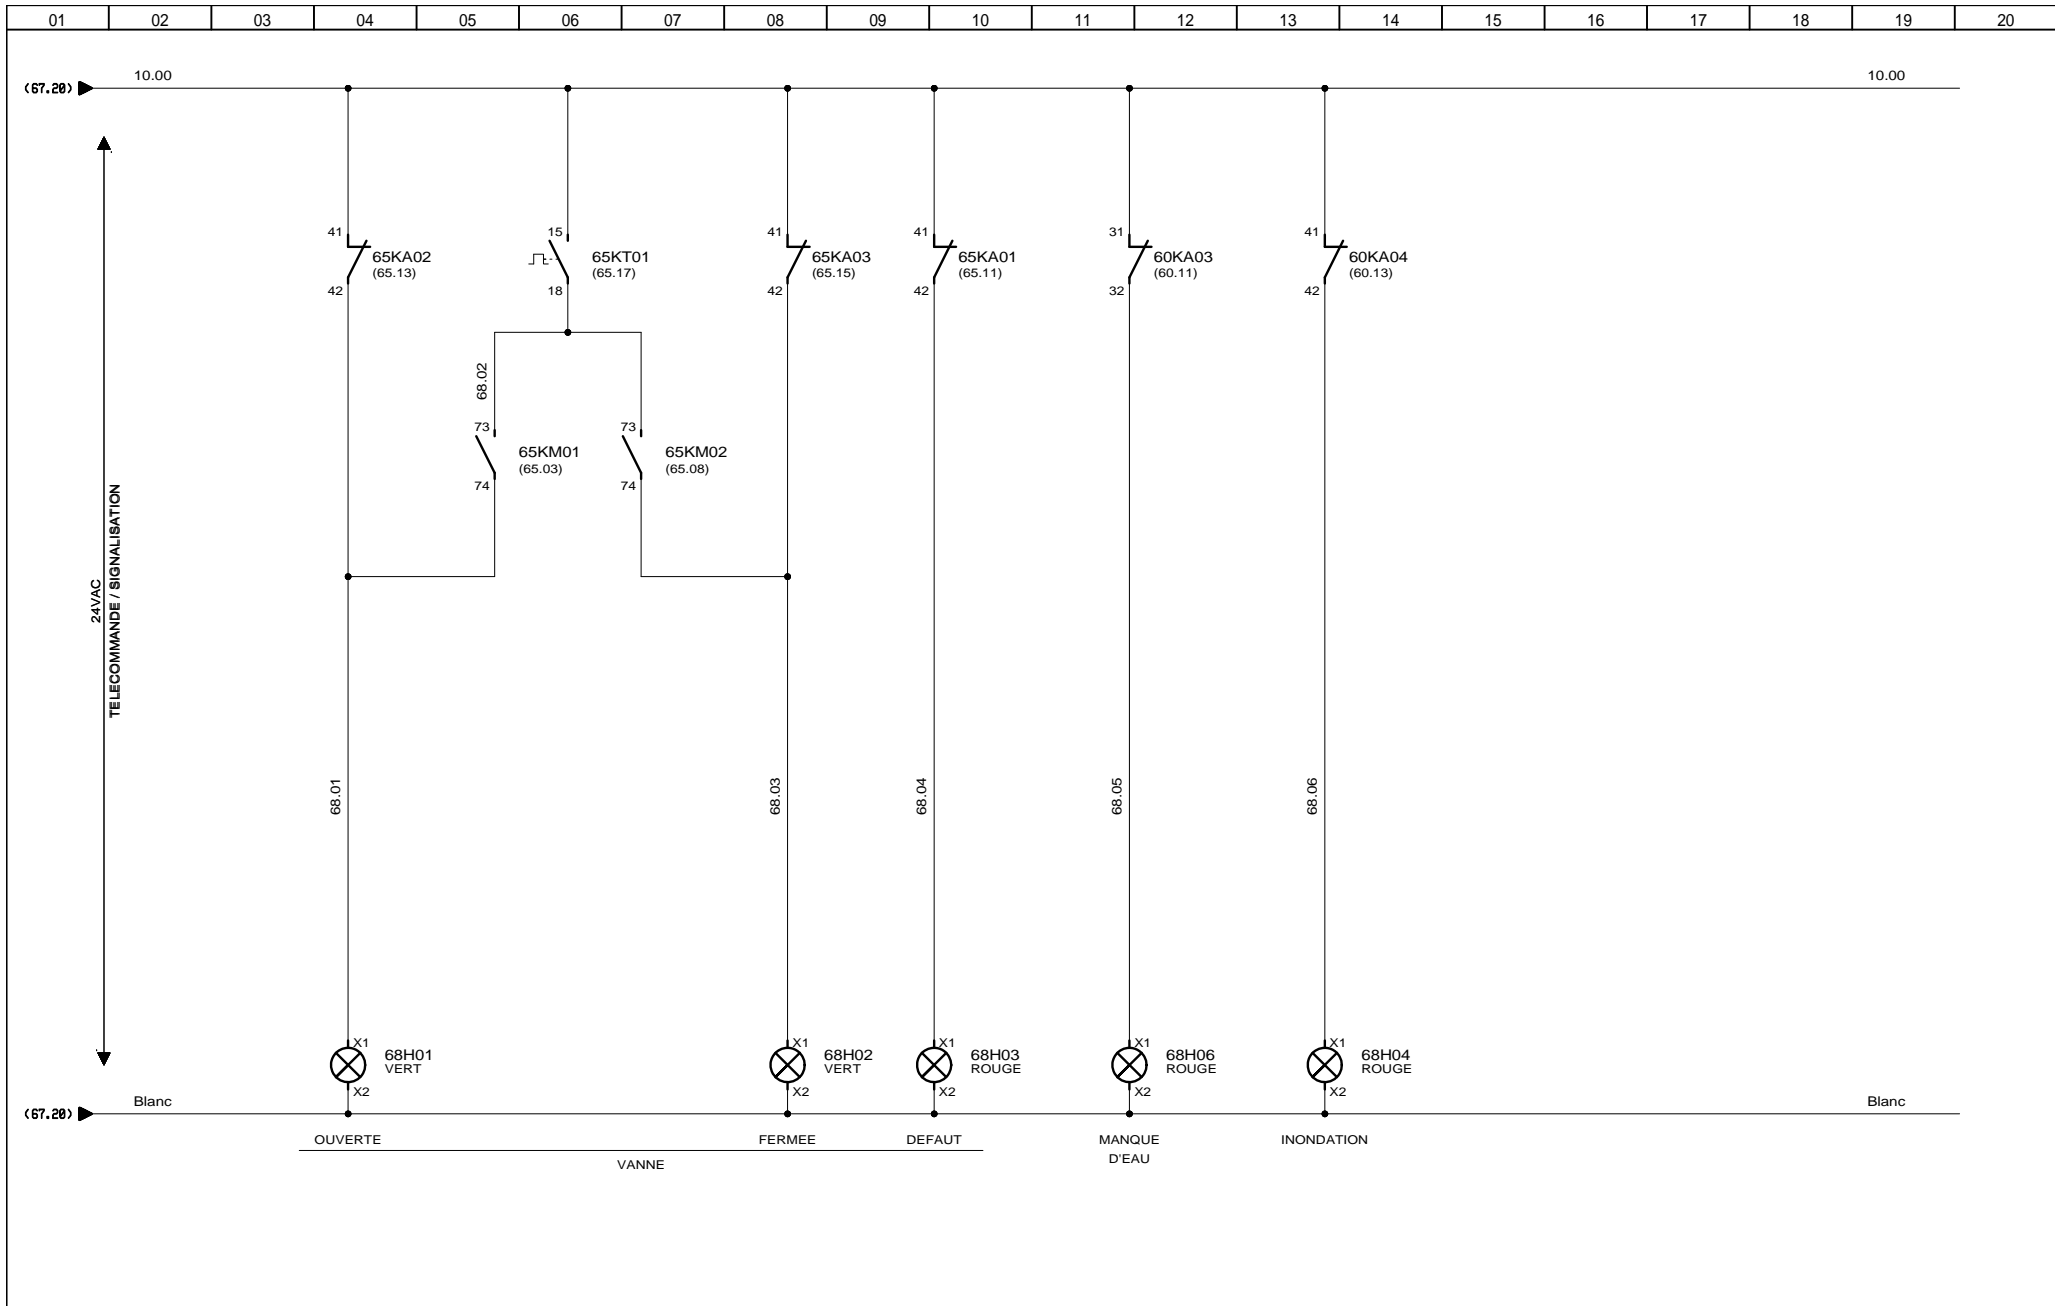 01 02 03 04 05 06 07 08 09 10 11 12 13 14 15 16 17 18 19 20
10.00 10.00
(67.20)
24VAC
TELECOMMANDE / SIGNALISATION
41 15 41 41 31 41
65KA02 65KT01 65KA03 65KA01 60KA03 60KA04
(65.13) (65.17) (65.15) (65.11) (60.11) (60.13)
42 18 42 42 32 42
68.02
73 73
65KM01 65KM02
(65.03) (65.08)
74 74
68.01 68.03 68.04 68.05 68.06
X1 X1 X1 X1 X1
68H01 68H02 68H03 68H06 68H04
VERT VERT ROUGE ROUGE ROUGE
X2 X2 X2 X2 X2
Blanc Blanc
(67.20)
OUVERTE FERMEE DEFAUT MANQUE INONDATION
D'EAU
VANNE